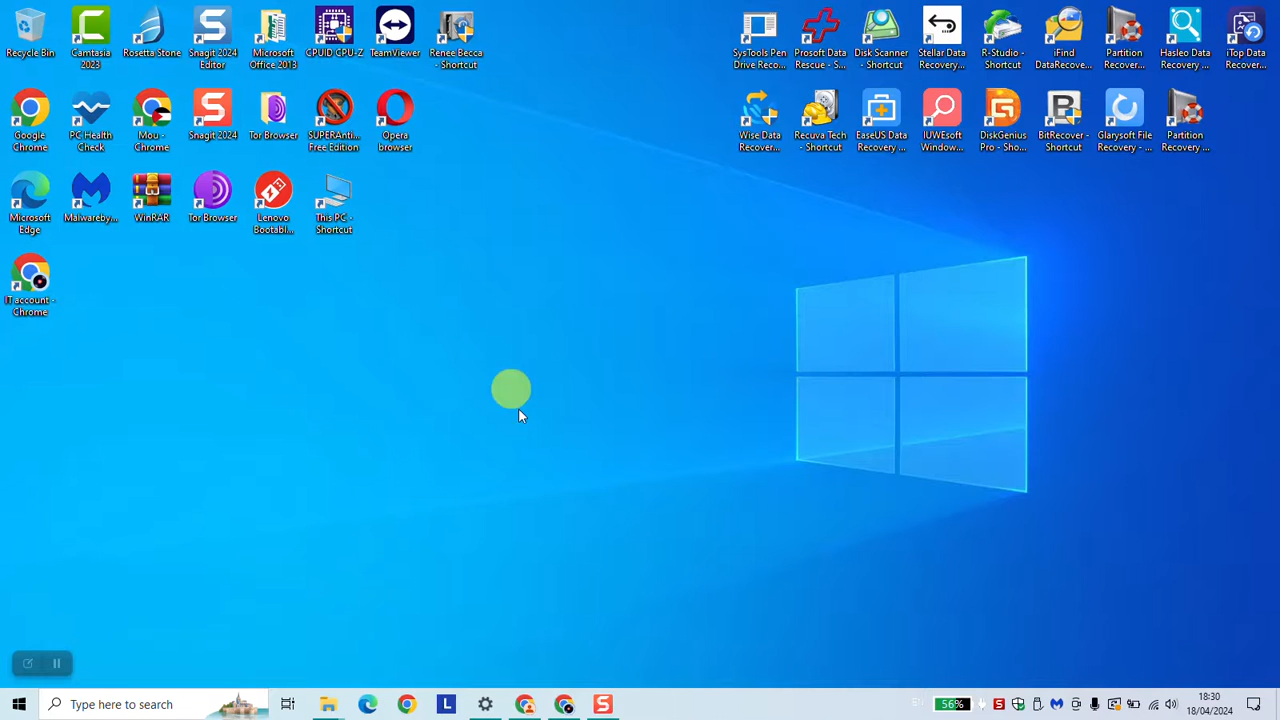 Recycle Bin
Camtasia 2023
Rosetta Stone
Snagit 2024 Editor
Microsoft Office 2013
CPUID CPU-Z
TeamViewer
Renee Becca - Shortcut
SysTools Pen Drive Reco...
Prosoft Data Rescue - S...
Disk Scanner - Shortcut
Stellar Data Recovery...
R-Studio - Shortcut
iFind DataRecove...
Partition Recover...
Hasleo Data Recovery ...
iTop Data Recover...
Google Chrome
PC Health Check
Mou - Chrome
Snagit 2024
Tor Browser
SUPERAnti... Free Edition
Opera browser
Wise Data Recover...
Recuva Tech - Shortcut
EaseUS Data Recovery ...
IUWEsoft Window...
DiskGenius Pro - Sho...
BitRecover - Shortcut
Glarysoft File Recovery - ...
Partition Recovery ...
Microsoft Edge
Malwareby...
WinRAR
Tor Browser
Lenovo Bootabl...
This PC - Shortcut
IT account - Chrome
Type here to search
56%
18:30
18/04/2024